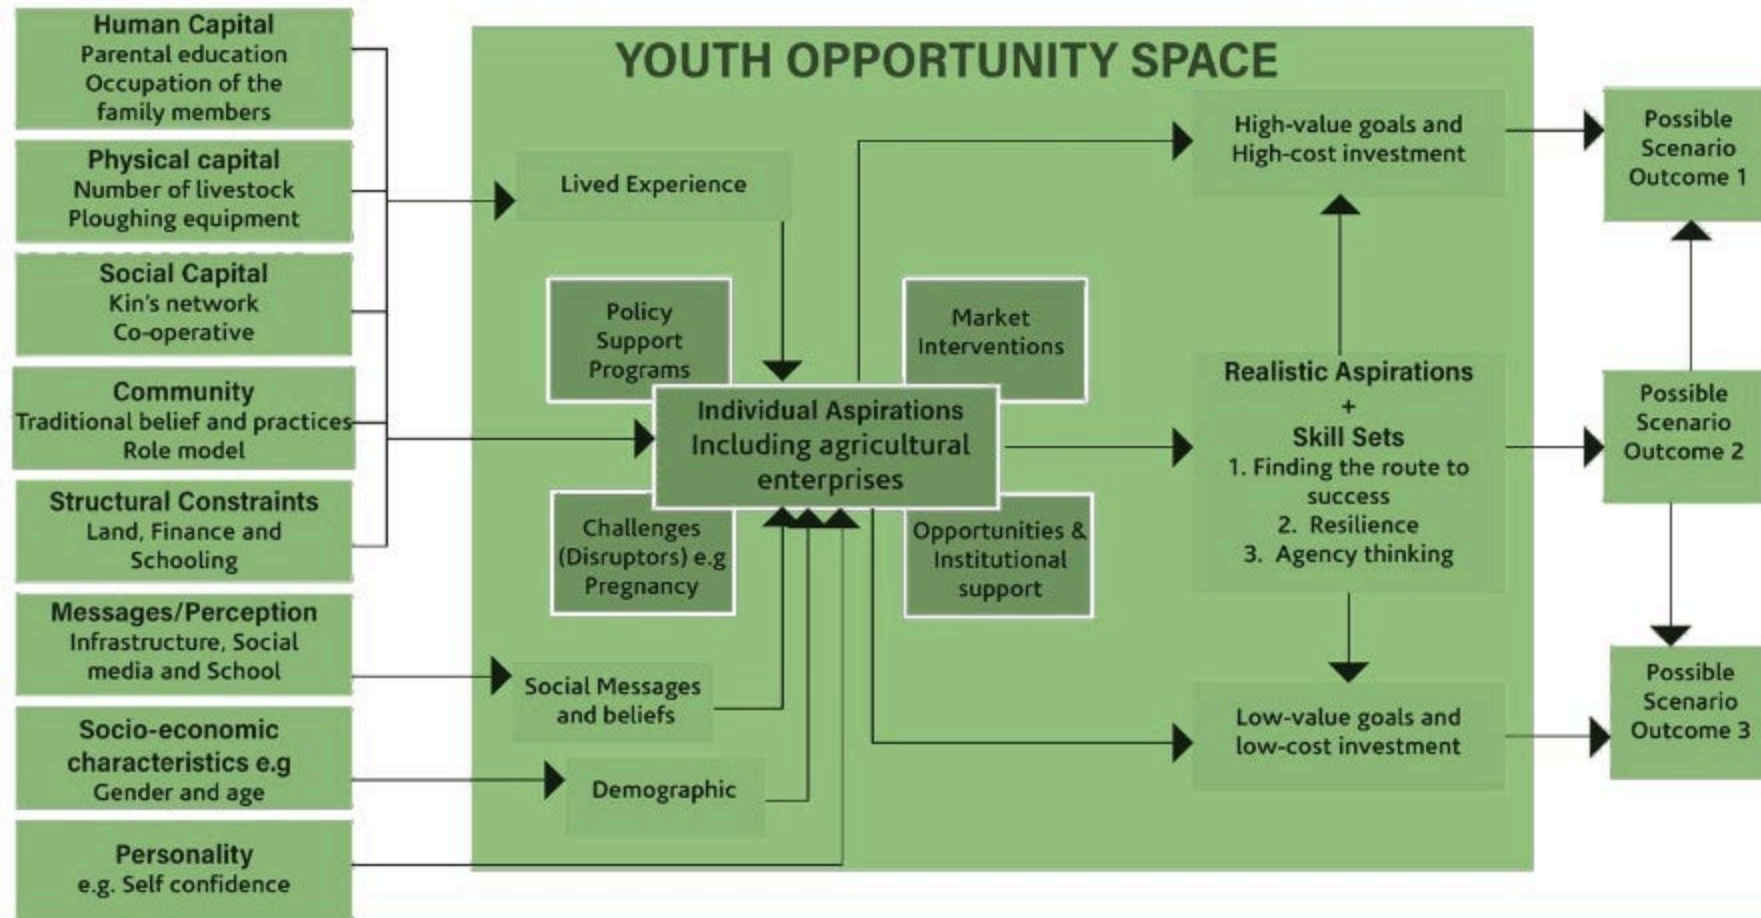 Human Capital
Parental education
Occupation of the
family members
Physical capital
Number of livestock
Ploughing equipment
Social Capital
Kin's network
Co-operative
Community
Traditional belief and practices
Role model
Structural Constraints
Land, Finance and
Schooling
Messages/Perception
Infrastructure, Social
media and School
Socio-economic
characteristics e.g
Gender and age
Personality
e.g. Self confidence
YOUTH OPPORTUNITY SPACE
Lived Experience
Policy
Support
Programs
Market
Interventions
Individual Aspirations
Including agricultural
enterprises
Challenges
(Disruptors) e.g
Pregnancy
Opportunities &
Institutional
support
Social Messages
and beliefs
Demographic
High-value goals and
High-cost investment
Realistic Aspirations
+
Skill Sets
1. Finding the route to
success
2. Resilience
3. Agency thinking
Low-value goals and
low-cost investment
Possible
Scenario
Outcome 1
Possible
Scenario
Outcome 2
Possible
Scenario
Outcome 3